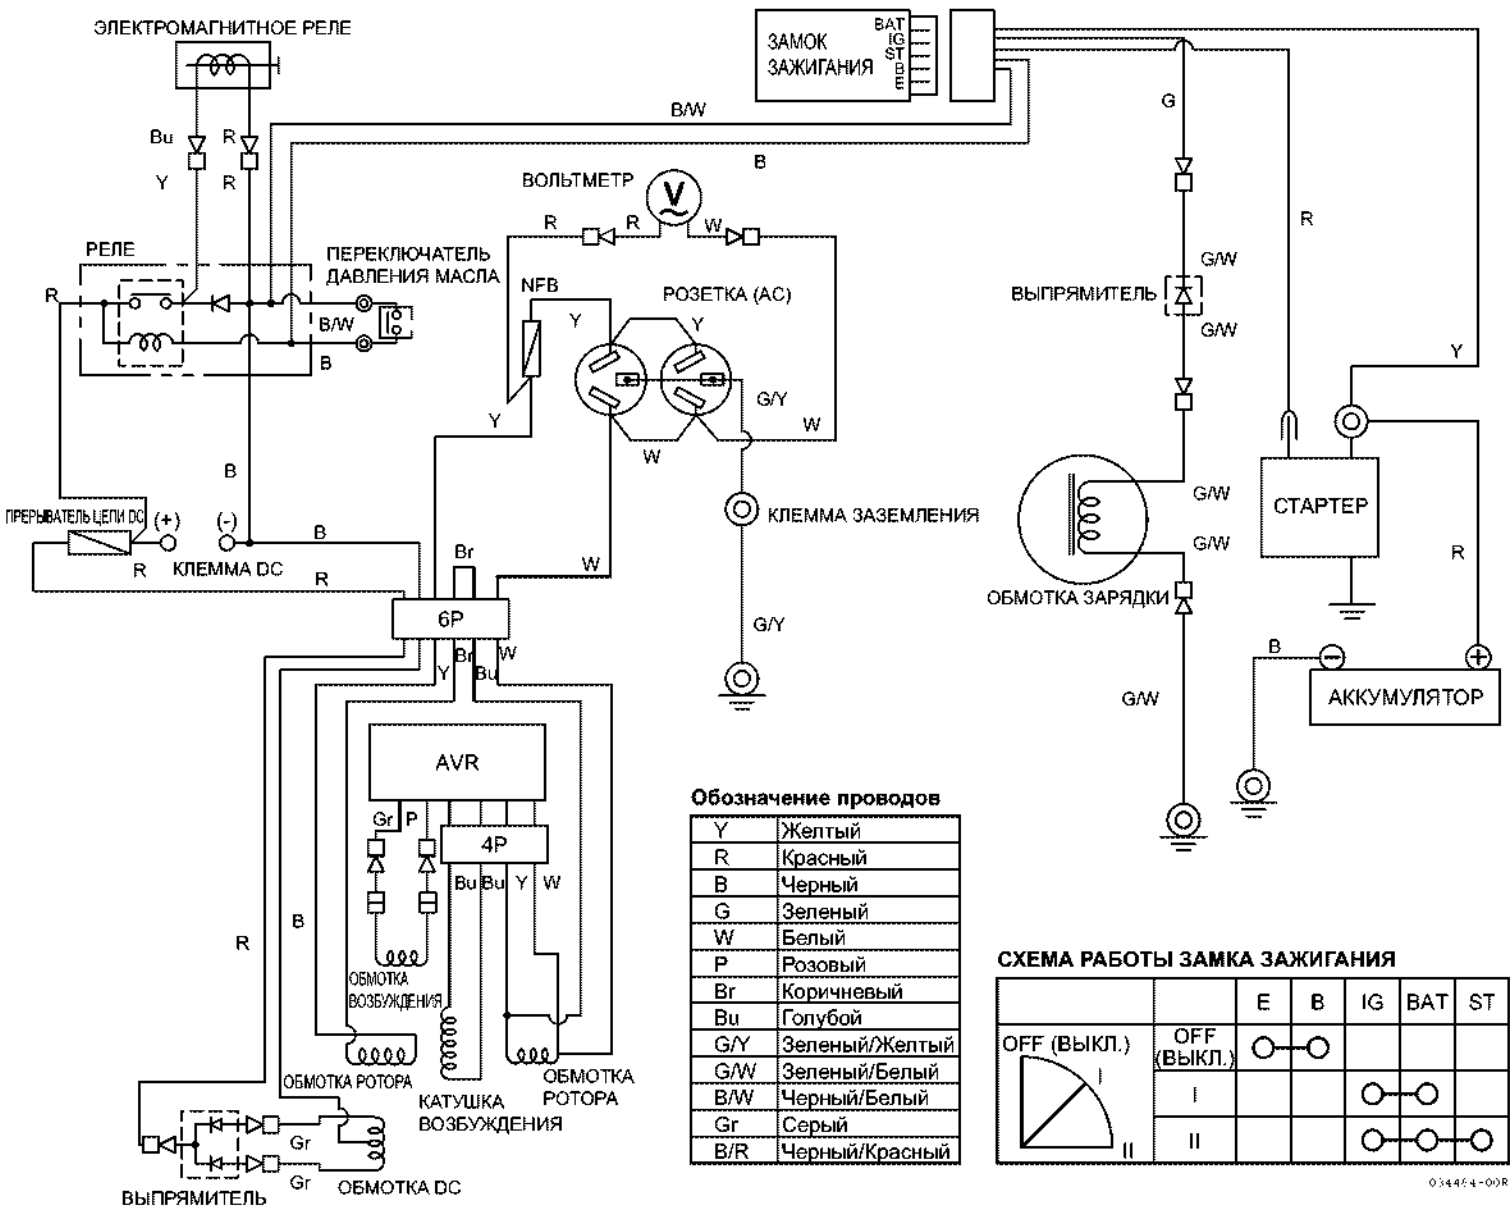 ЭЛЕКТРОМАГНИТНОЕ РЕЛЕ
ЗАМОК
ЗАЖИГАНИЯ
BAT
IG
ST
B
E
B/W
B
G
R
Bu
R
Y
R
ВОЛЬТМЕТР
V
R
R
W
G/W
РЕЛЕ
ПЕРЕКЛЮЧАТЕЛЬ
ДАВЛЕНИЯ МАСЛА
R
B/W
B
NFB
Y
РОЗЕТКА (AC)
Y
ВЫПРЯМИТЕЛЬ
G/W
Y
G/Y
W
Y
W
B
ПРЕРЫВАТЕЛЬ ЦЕПИ DC
(+)
(-)
B
R
КЛЕММА DC
R
Br
W
КЛЕММА ЗАЗЕМЛЕНИЯ
G/W
G/W
СТАРТЕР
R
ОБМОТКА ЗАРЯДКИ
6P
G/Y
Y
Br
Bu
W
B
АККУМУЛЯТОР
G/W
AVR
Gr
P
4P
Bu
Bu
Y
W
R
B
ОБМОТКА
ВОЗБУЖДЕНИЯ
ОБМОТКА РОТОРА
КАТУШКА
ВОЗБУЖДЕНИЯ
ОБМОТКА
РОТОРА
Gr
Gr
ОБМОТКА DC
ВЫПРЯМИТЕЛЬ
Обозначение проводов
Y Желтый
R Красный
B Черный
G Зеленый
W Белый
P Розовый
Br Коричневый
Bu Голубой
G/Y Зеленый/Желтый
G/W Зеленый/Белый
B/W Черный/Белый
Gr Серый
B/R Черный/Красный
СХЕМА РАБОТЫ ЗАМКА ЗАЖИГАНИЯ
E B IG BAT ST
OFF (ВЫКЛ.)
I
II
OFF
(ВЫКЛ.)
I
II